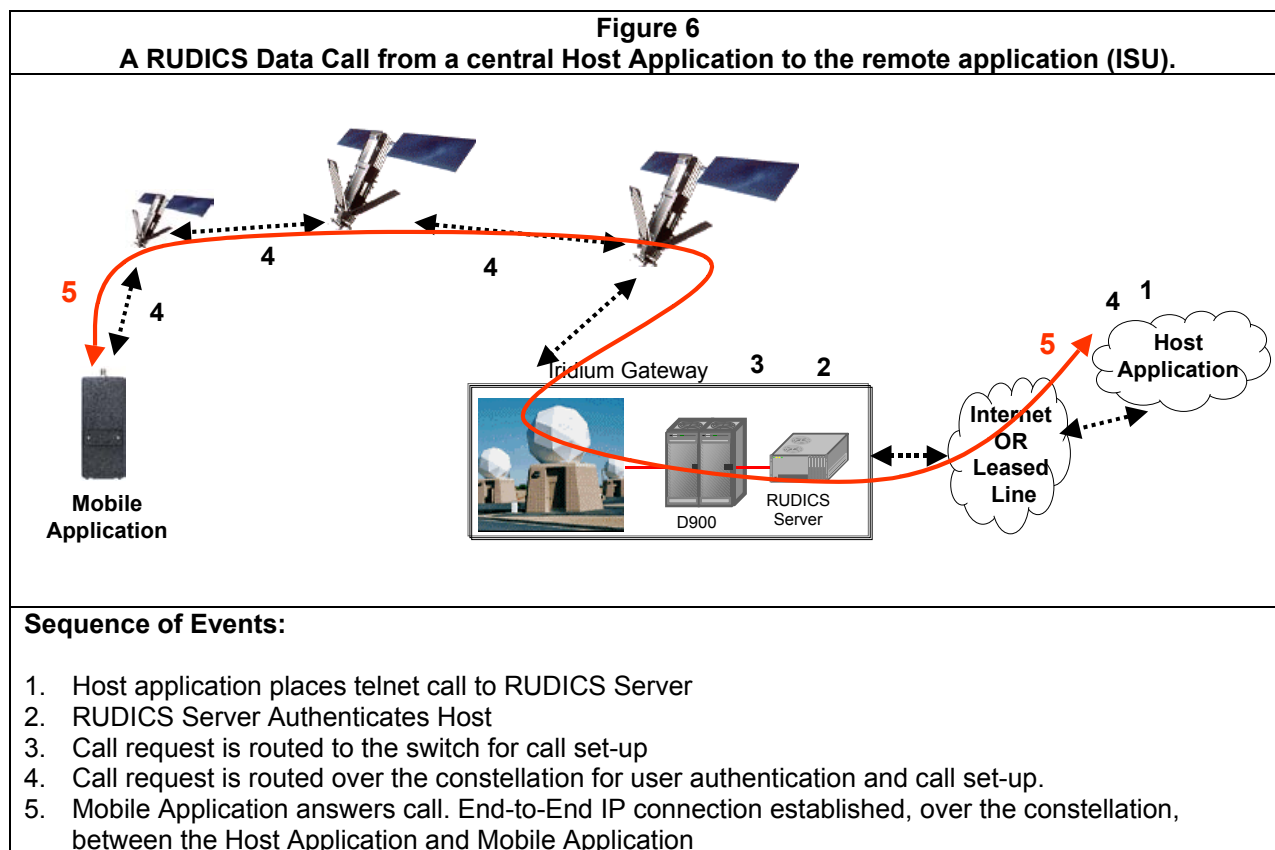 Figure 6
A RUDICS Data Call from a central Host Application to the remote application (ISU).
4
4
5
4
4 1
5
Host
Application
Iridium Gateway
3 2
Internet
OR
Leased
Line
Mobile
Application
D900
RUDICS
Server
Sequence of Events:
1. Host application places telnet call to RUDICS Server
2. RUDICS Server Authenticates Host
3. Call request is routed to the switch for call set-up
4. Call request is routed over the constellation for user authentication and call set-up.
5. Mobile Application answers call. End-to-End IP connection established, over the constellation,
between the Host Application and Mobile Application